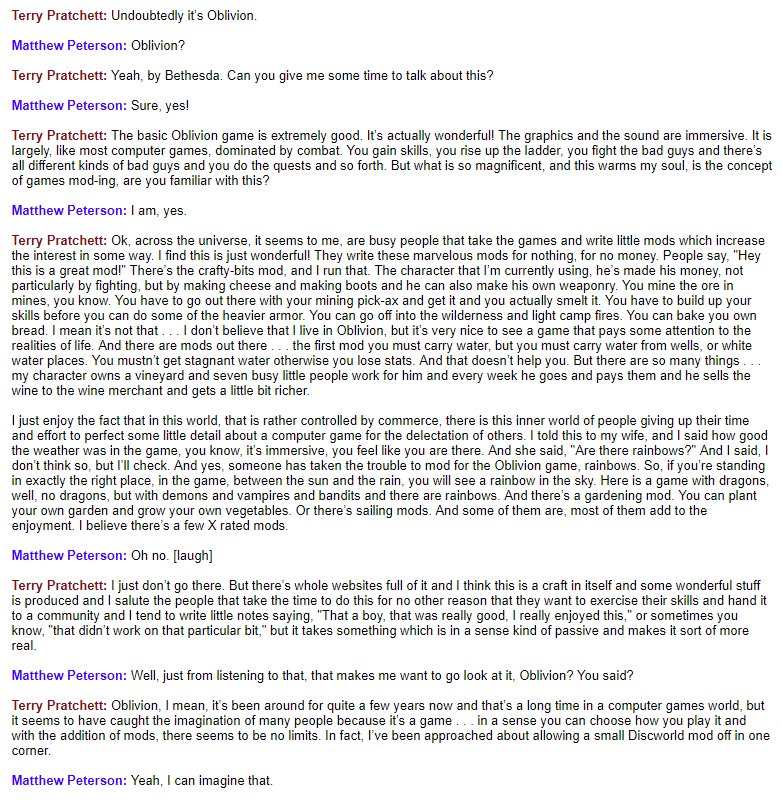 Terry Pratchett: Undoubtedly it's Oblivion.
Matthew Peterson: Oblivion?
Terry Pratchett: Yeah, by Bethesda. Can you give me some time to talk about this?
Matthew Peterson: Sure, yes!
Terry Pratchett: The basic Oblivion game is extremely good. It's actually wonderful! The graphics and the sound are immersive. It is
largely, like most computer games, dominated by combat. You gain skills, you rise up the ladder, you fight the bad guys and there's
all different kinds of bad guys and you do the quests and so forth. But what is so magnificent, and this warms my soul, is the concept
of games mod-ing, are you familiar with this?
Matthew Peterson: I am, yes.
Terry Pratchett: Ok, across the universe, it seems to me, are busy people that take the games and write little mods which increase
the interest in some way. I find this is just wonderful! They write these marvelous mods for nothing, for no money. People say, "Hey
this is a great mod!" There's the crafty-bits mod, and I run that. The character that I'm currently using, he's made his money, not
particularly by fighting, but by making cheese and making boots and he can also make his own weaponry. You mine the ore in
mines, you know. You have to go out there with your mining pick-ax and get it and you actually smelt it. You have to build up your
skills before you can do some of the heavier armor. You can go off into the wilderness and light camp fires. You can bake you own
bread. I mean it's not that . . . I don't believe that I live in Oblivion, but it's very nice to see a game that pays some attention to the
realities of life. And there are mods out there . . . the first mod you must carry water, but you must carry water from wells, or white
water places. You mustn't get stagnant water otherwise you lose stats. And that doesn't help you. But there are so many things . . .
my character owns a vineyard and seven busy little people work for him and every week he goes and pays them and he sells the
wine to the wine merchant and gets a little bit richer.
I just enjoy the fact that in this world, that is rather controlled by commerce, there is this inner world of people giving up their time
and effort to perfect some little detail about a computer game for the delectation of others. I told this to my wife, and I said how good
the weather was in the game, you know, it's immersive, you feel like you are there. And she said, "Are there rainbows?" And I said, I
don't think so, but I'll check. And yes, someone has taken the trouble to mod for the Oblivion game, rainbows. So, if you're standing
in exactly the right place, in the game, between the sun and the rain, you will see a rainbow in the sky. Here is a game with dragons,
well, no dragons, but with demons and vampires and bandits and there are rainbows. And there's a gardening mod. You can plant
your own garden and grow your own vegetables. Or there's sailing mods. And some of them are, most of them add to the
enjoyment. I believe there's a few X rated mods.
Matthew Peterson: Oh no. [laugh]
Terry Pratchett: I just don't go there. But there's whole websites full of it and I think this is a craft in itself and some wonderful stuff
is produced and I salute the people that take the time to do this for no other reason that they want to exercise their skills and hand it
to a community and I tend to write little notes saying, "That a boy, that was really good, I really enjoyed this," or sometimes you
know, "that didn't work on that particular bit," but it takes something which is in a sense kind of passive and makes it sort of more
real.
Matthew Peterson: Well, just from listening to that, that makes me want to go look at it, Oblivion? You said?
Terry Pratchett: Oblivion, I mean, it's been around for quite a few years now and that's a long time in a computer games world, but
it seems to have caught the imagination of many people because it's a game . . . in a sense you can choose how you play it and
with the addition of mods, there seems to be no limits. In fact, I've been approached about allowing a small Discworld mod off in one
corner.
Matthew Peterson: Yeah, I can imagine that.